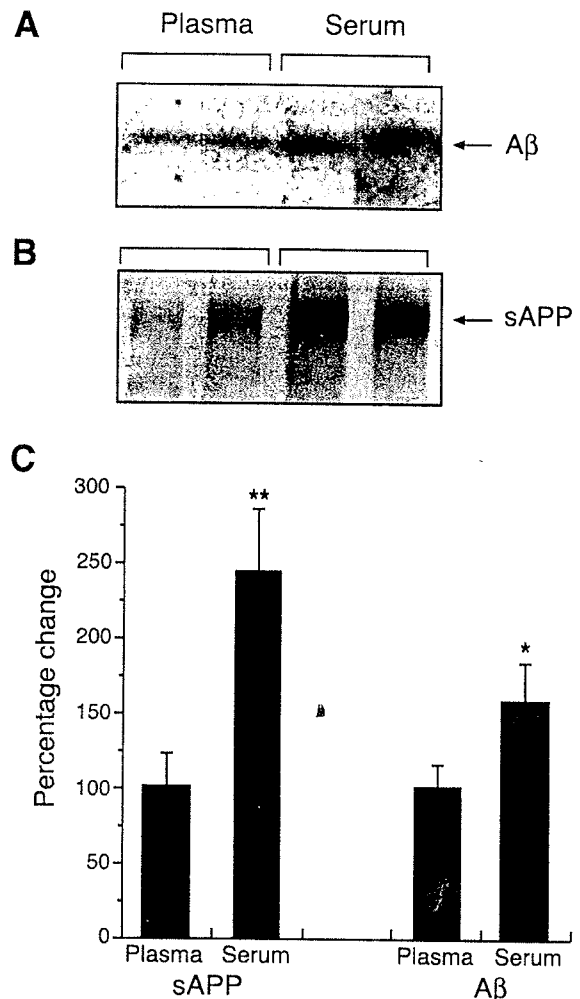 A
Plasma Serum
Aβ
B
sAPP
C
300
**
250
200
*
150
100
50
0
Percentage change
Plasma Serum Plasma Serum
sAPP Aβ